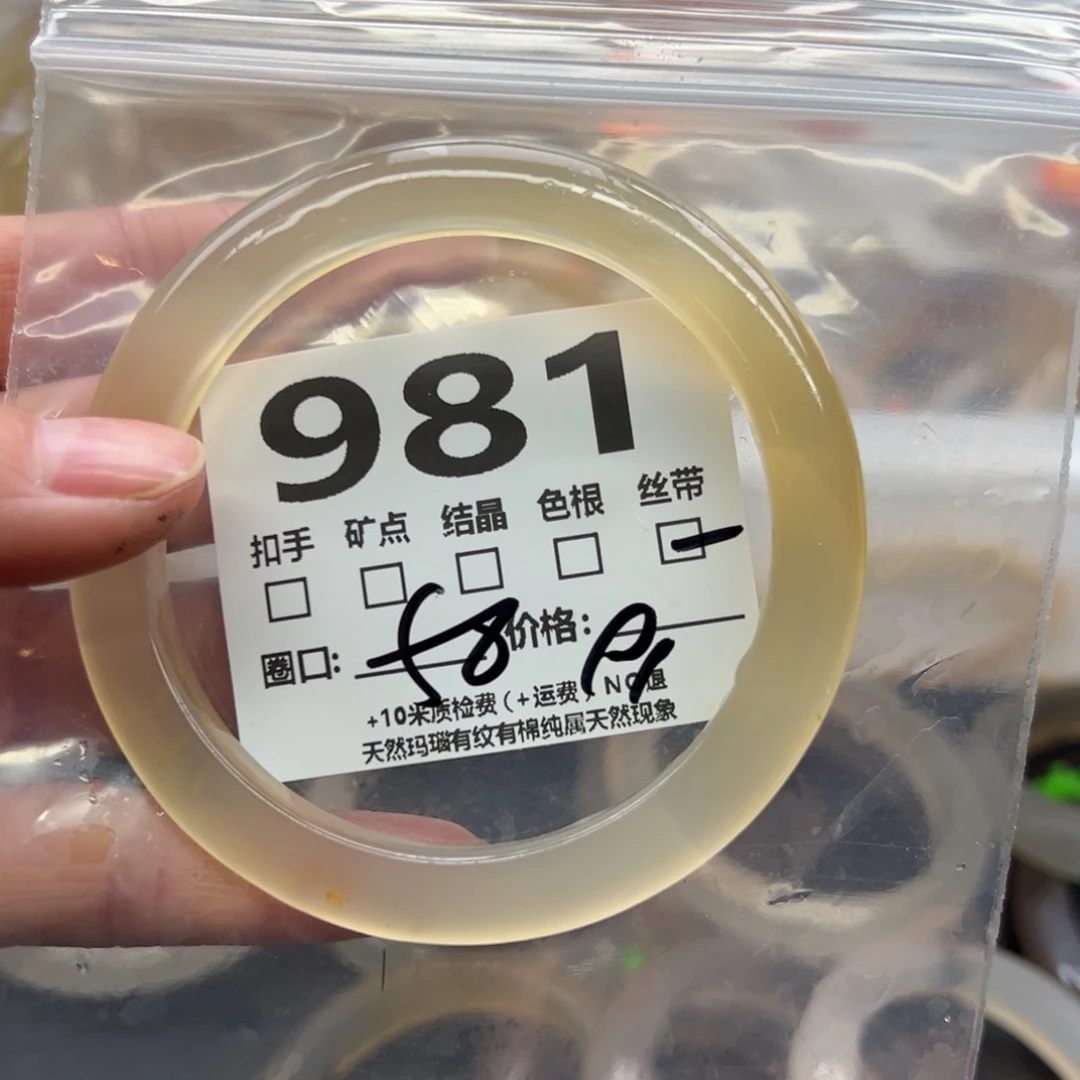 981
扣手 矿点 结晶 色根 丝带
圈口: 58 价格:
+10米质检费(+运费)NO退
天然玛瑙有纹有棉纯属天然现象